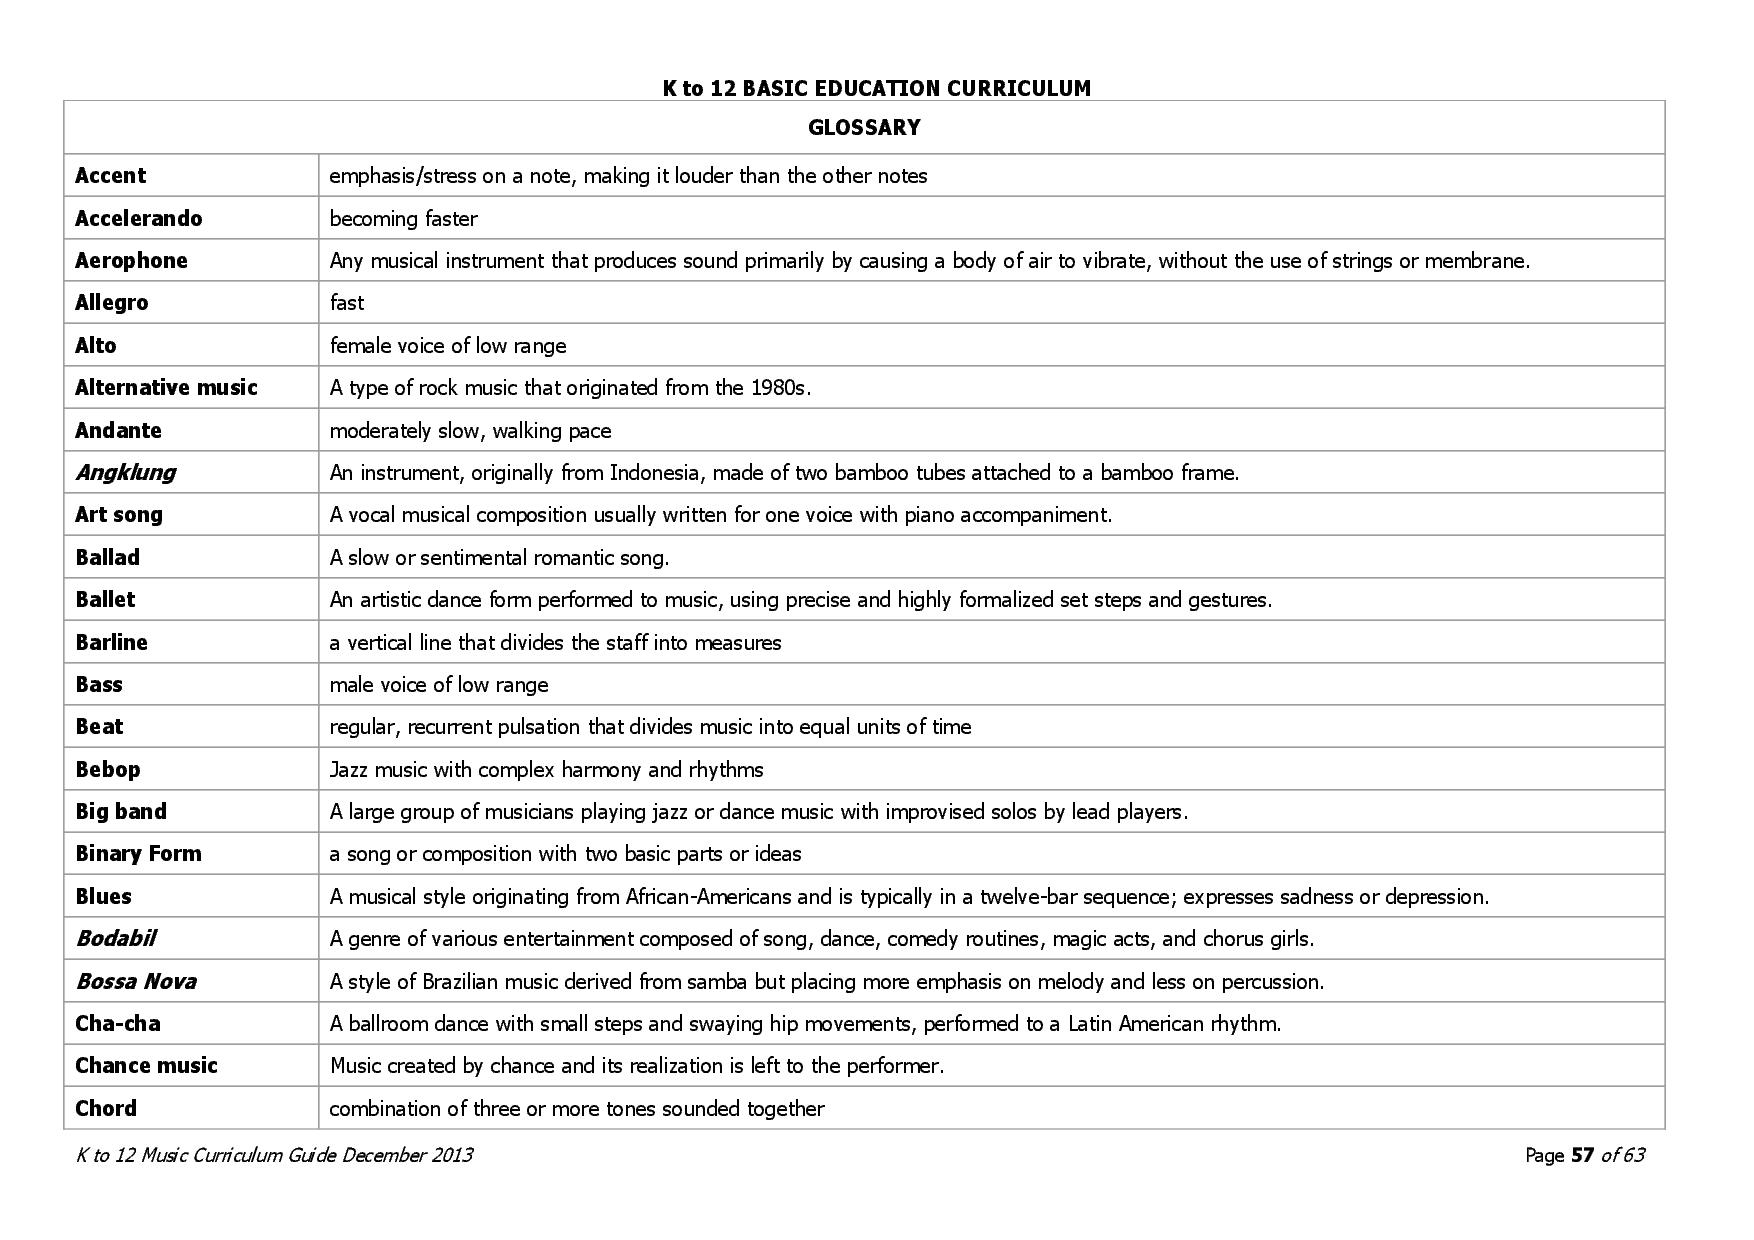 K to 12 BASIC EDUCATION CURRICULUM
GLOSSARY
Accent emphasis/stress on a note, making it louder than the other notes
Accelerando becoming faster
Aerophone Any musical instrument that produces sound primarily by causing a body of air to vibrate, without the use of strings or membrane.
Allegro fast
Alto female voice of low range
Alternative music A type of rock music that originated from the 1980s.
Andante moderately slow, walking pace
Angklung An instrument, originally from Indonesia, made of two bamboo tubes attached to a bamboo frame.
Art song A vocal musical composition usually written for one voice with piano accompaniment.
Ballad A slow or sentimental romantic song.
Ballet An artistic dance form performed to music, using precise and highly formalized set steps and gestures.
Barline a vertical line that divides the staff into measures
Bass male voice of low range
Beat regular, recurrent pulsation that divides music into equal units of time
Bebop Jazz music with complex harmony and rhythms
Big band A large group of musicians playing jazz or dance music with improvised solos by lead players.
Binary Form a song or composition with two basic parts or ideas
Blues A musical style originating from African-Americans and is typically in a twelve-bar sequence; expresses sadness or depression.
Bodabil A genre of various entertainment composed of song, dance, comedy routines, magic acts, and chorus girls.
Bossa Nova A style of Brazilian music derived from samba but placing more emphasis on melody and less on percussion.
Cha-cha A ballroom dance with small steps and swaying hip movements, performed to a Latin American rhythm.
Chance music Music created by chance and its realization is left to the performer.
Chord combination of three or more tones sounded together
K to 12 Music Curriculum Guide December 2013 Page 57 of 63